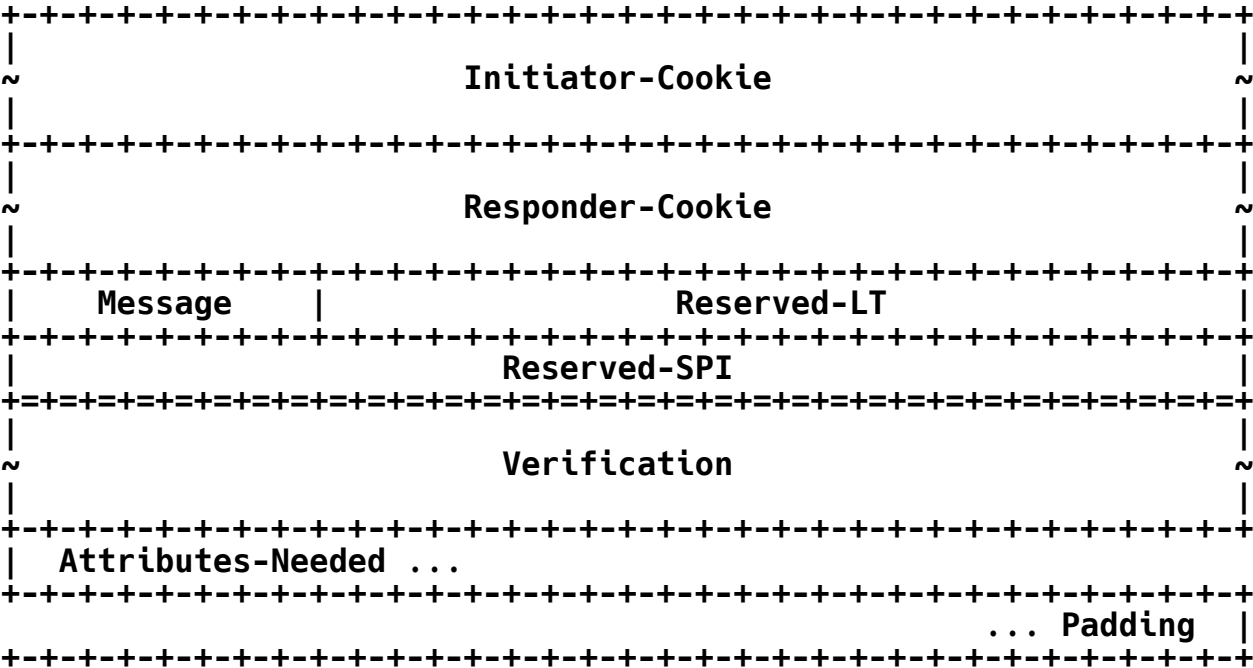 +-+-+-+-+-+-+-+-+-+-+-+-+-+-+-+-+-+-+-+-+-+-+-+-+-+-+-+-+-+-+-+-+
|                                                               |
~                       Initiator-Cookie                        ~
|                                                               |
+-+-+-+-+-+-+-+-+-+-+-+-+-+-+-+-+-+-+-+-+-+-+-+-+-+-+-+-+-+-+-+-+
|                                                               |
~                       Responder-Cookie                        ~
|                                                               |
+-+-+-+-+-+-+-+-+-+-+-+-+-+-+-+-+-+-+-+-+-+-+-+-+-+-+-+-+-+-+-+-+
|    Message    |                  Reserved-LT                  |
+-+-+-+-+-+-+-+-+-+-+-+-+-+-+-+-+-+-+-+-+-+-+-+-+-+-+-+-+-+-+-+-+
|                         Reserved-SPI                          |
+=+=+=+=+=+=+=+=+=+=+=+=+=+=+=+=+=+=+=+=+=+=+=+=+=+=+=+=+=+=+=+=+
|                                                               |
~                         Verification                          ~
|                                                               |
+-+-+-+-+-+-+-+-+-+-+-+-+-+-+-+-+-+-+-+-+-+-+-+-+-+-+-+-+-+-+-+-+
|  Attributes-Needed ...
+-+-+-+-+-+-+-+-+-+-+-+-+-+-+-+-+-+-+-+-+-+-+-+-+-+-+-+-+-+-+-+-+
                                                   ... Padding  |
+-+-+-+-+-+-+-+-+-+-+-+-+-+-+-+-+-+-+-+-+-+-+-+-+-+-+-+-+-+-+-+-+